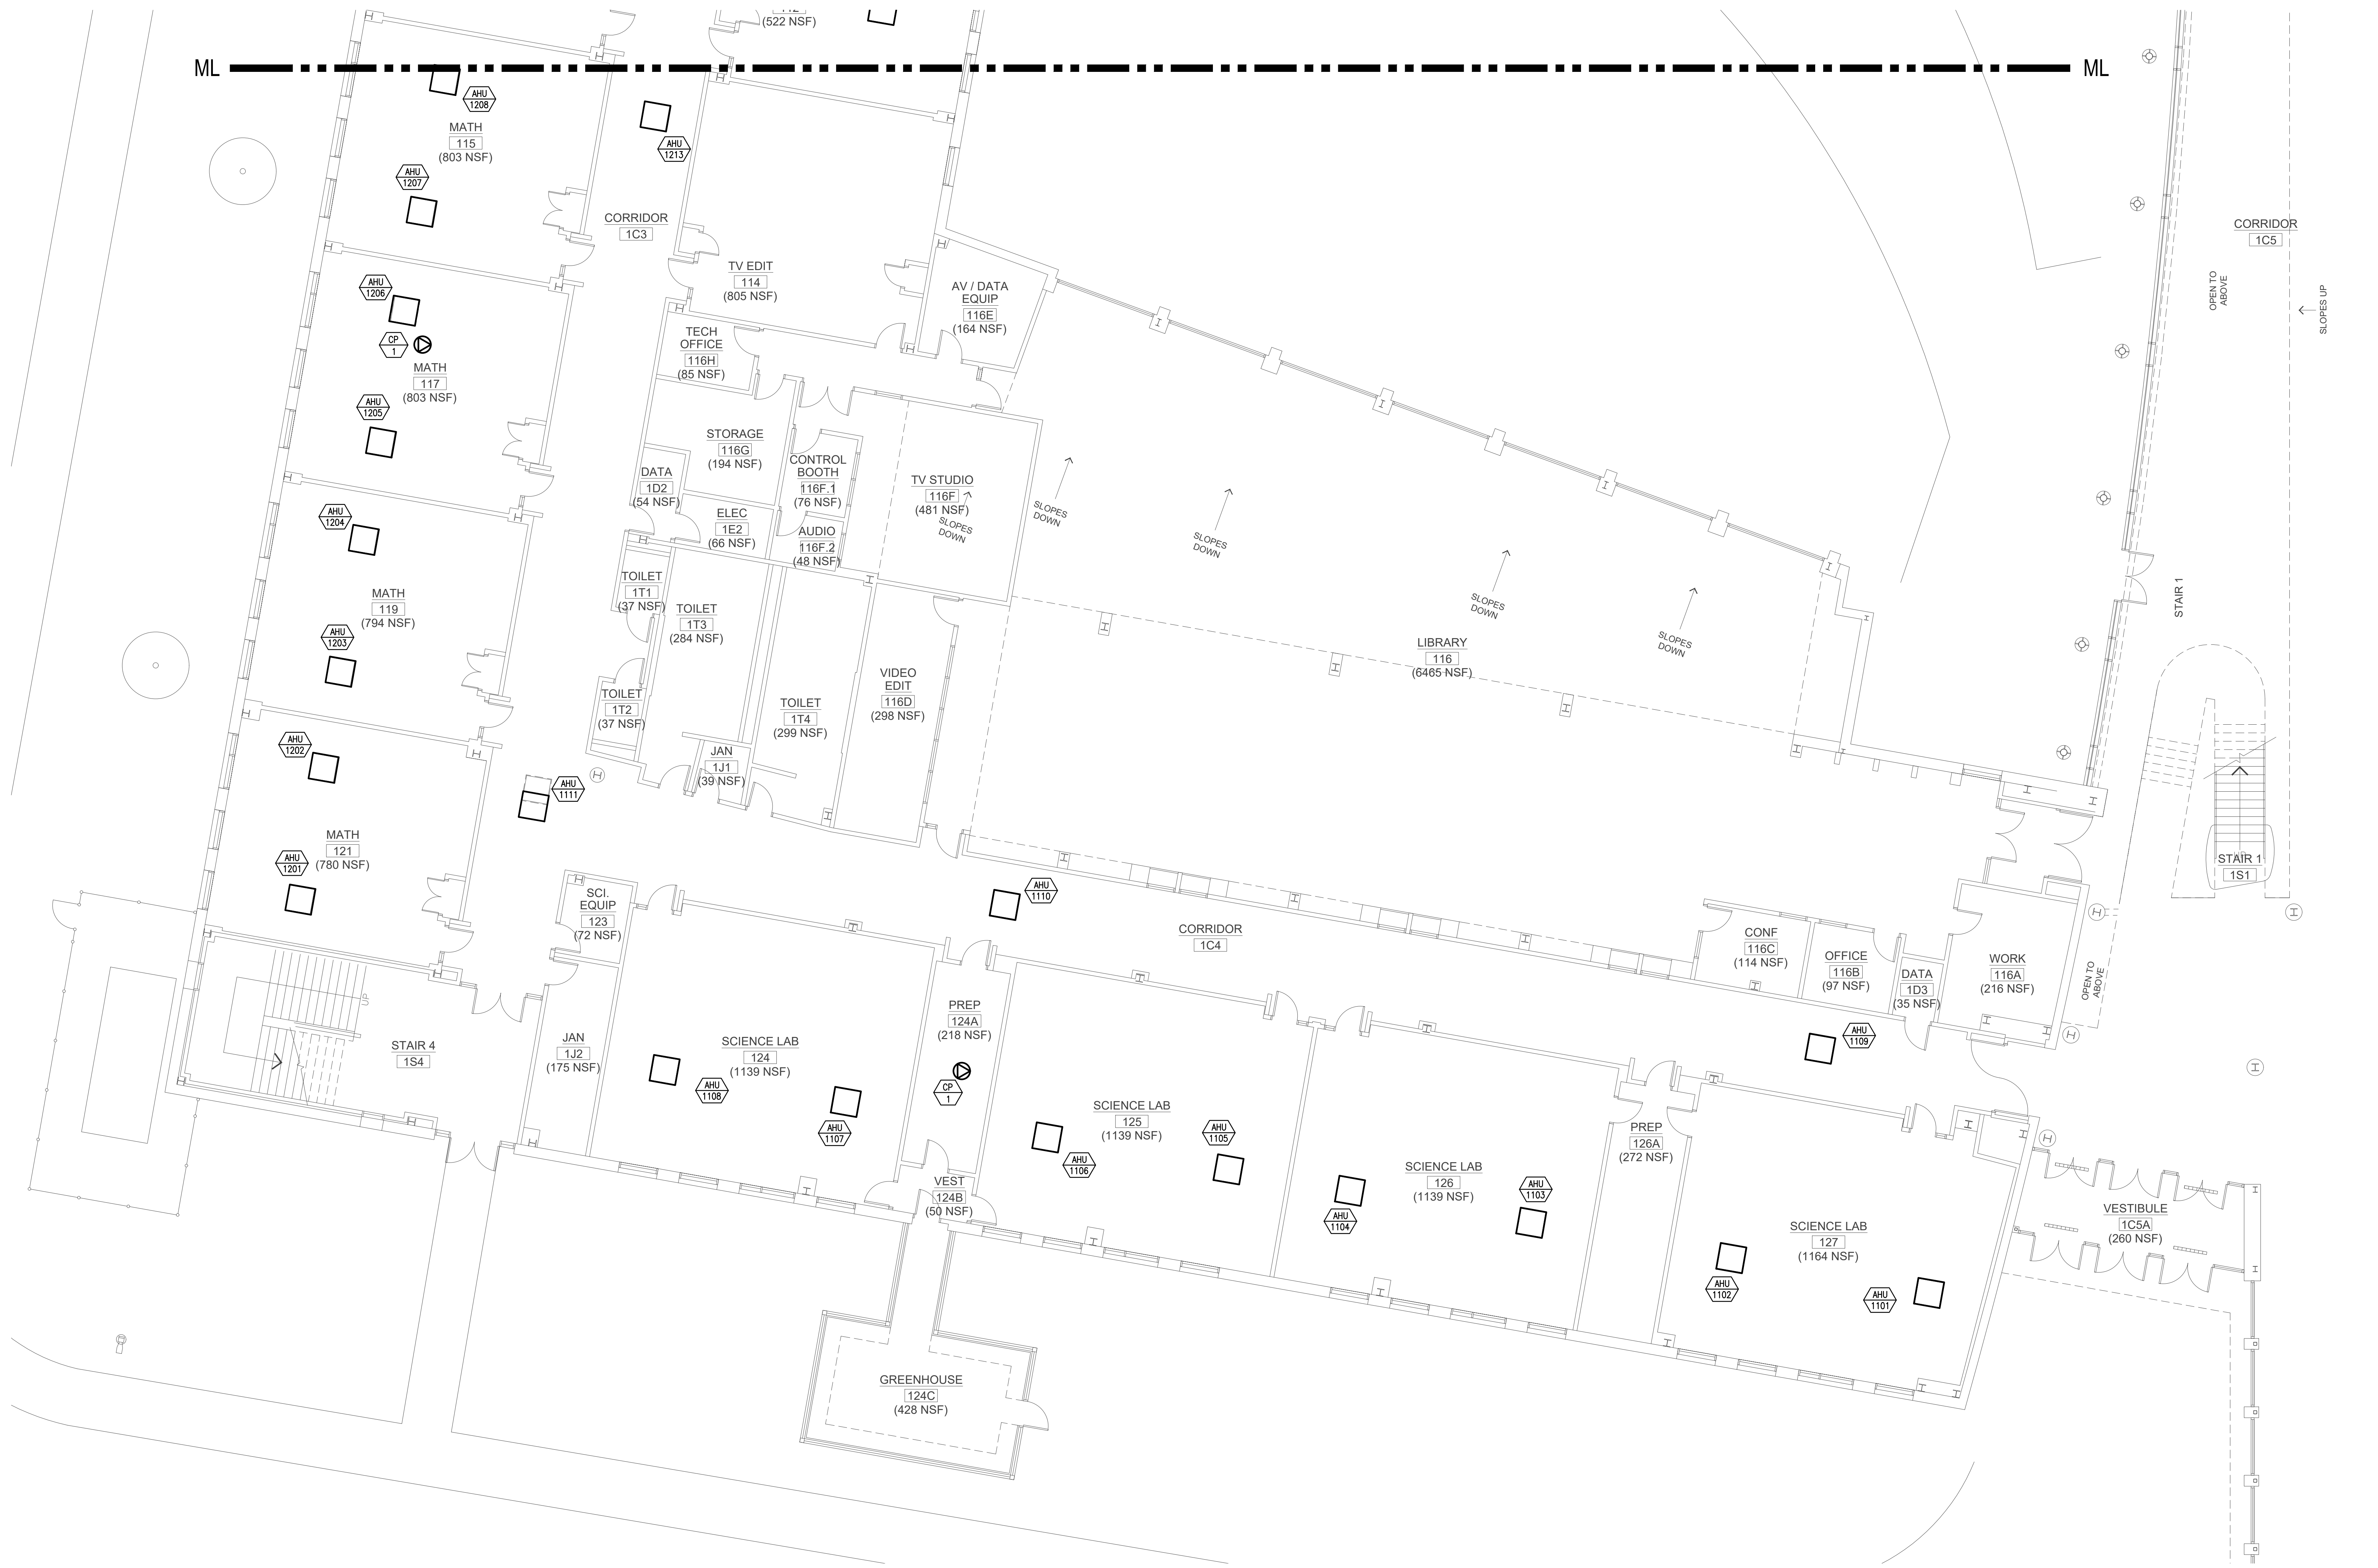 (522 NSF)
ML
ML
AHU
1208
MATH
115
(803 NSF)
AHU
1213
AHU
1207
CORRIDOR
1C3
CORRIDOR
1C5
TV EDIT
114
(805 NSF)
OPEN TO
ABOVE
SLOPES UP
AHU
1206
AV / DATA
EQUIP
116E
(164 NSF)
CP
1
TECH
OFFICE
116H
(85 NSF)
MATH
117
(803 NSF)
AHU
1205
STORAGE
116G
(194 NSF)
CONTROL
BOOTH
116F.1
(76 NSF)
DATA
1D2
(54 NSF)
TV STUDIO
116F
(481 NSF)
SLOPES
DOWN
SLOPES
DOWN
SLOPES
DOWN
SLOPES
DOWN
SLOPES
DOWN
AHU
1204
ELEC
1E2
(66 NSF)
AUDIO
116F.2
(48 NSF)
TOILET
1T1
(37 NSF)
STAIR 1
MATH
119
(794 NSF)
TOILET
1T3
(284 NSF)
AHU
1203
LIBRARY
116
(6465 NSF)
VIDEO
EDIT
116D
(298 NSF)
TOILET
1T2
(37 NSF)
TOILET
1T4
(299 NSF)
AHU
1202
JAN
1J1
(39 NSF)
AHU
1111
MATH
121
(780 NSF)
AHU
1201
STAIR 1
1S1
SCI.
EQUIP
123
(72 NSF)
AHU
1110
CORRIDOR
1C4
CONF
116C
(114 NSF)
OFFICE
116B
(97 NSF)
DATA
1D3
(35 NSF)
WORK
116A
(216 NSF)
OPEN TO
ABOVE
UP
STAIR 4
1S4
JAN
1J2
(175 NSF)
SCIENCE LAB
124
(1139 NSF)
PREP
124A
(218 NSF)
AHU
1109
AHU
1108
CP
1
AHU
1107
SCIENCE LAB
125
(1139 NSF)
AHU
1105
PREP
126A
(272 NSF)
AHU
1106
SCIENCE LAB
126
(1139 NSF)
VEST
124B
(50 NSF)
AHU
1103
AHU
1104
SCIENCE LAB
127
(1164 NSF)
VESTIBULE
1C5A
(260 NSF)
AHU
1102
AHU
1101
GREENHOUSE
124C
(428 NSF)